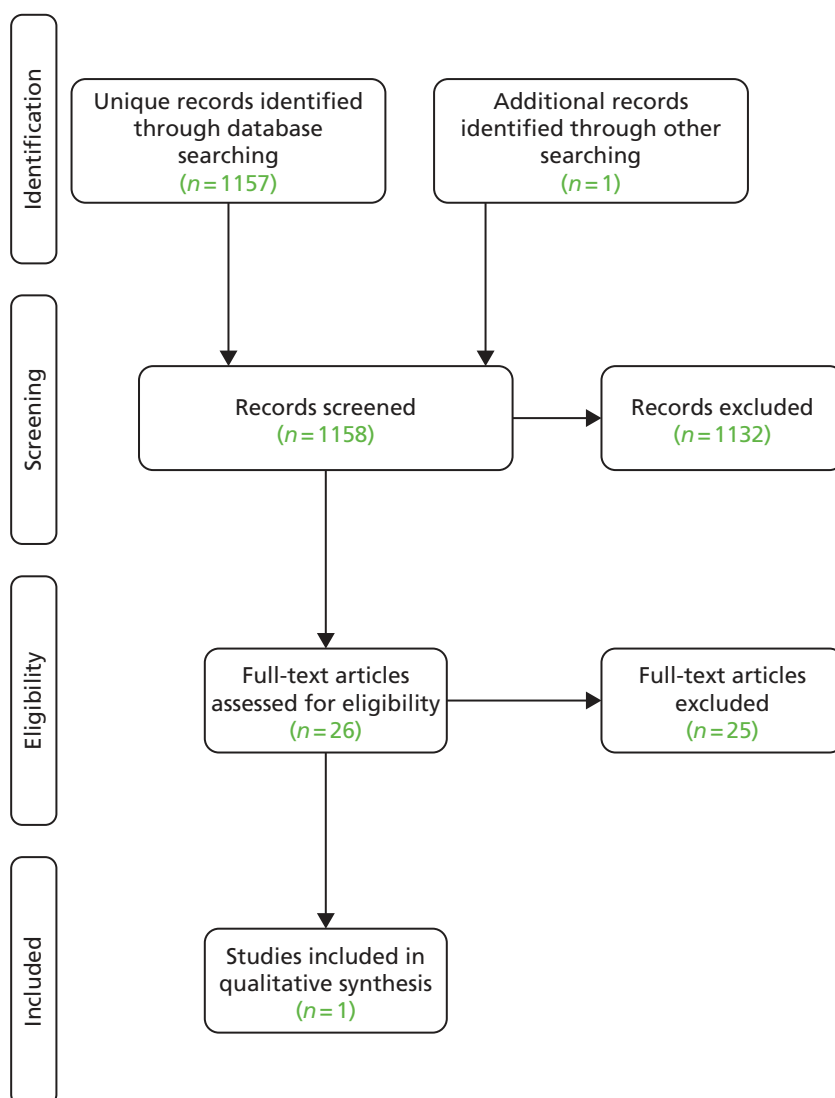 Identification
Unique records identified
through database
searching
(n=1157)
Additional records
identified through other
searching
(n=1)
Screening
Records screened
(n=1158)
Records excluded
(n=1132)
Eligibility
Full-text articles
assessed for eligibility
(n=26)
Full-text articles
excluded
(n=25)
Included
Studies included in
qualitative synthesis
(n=1)